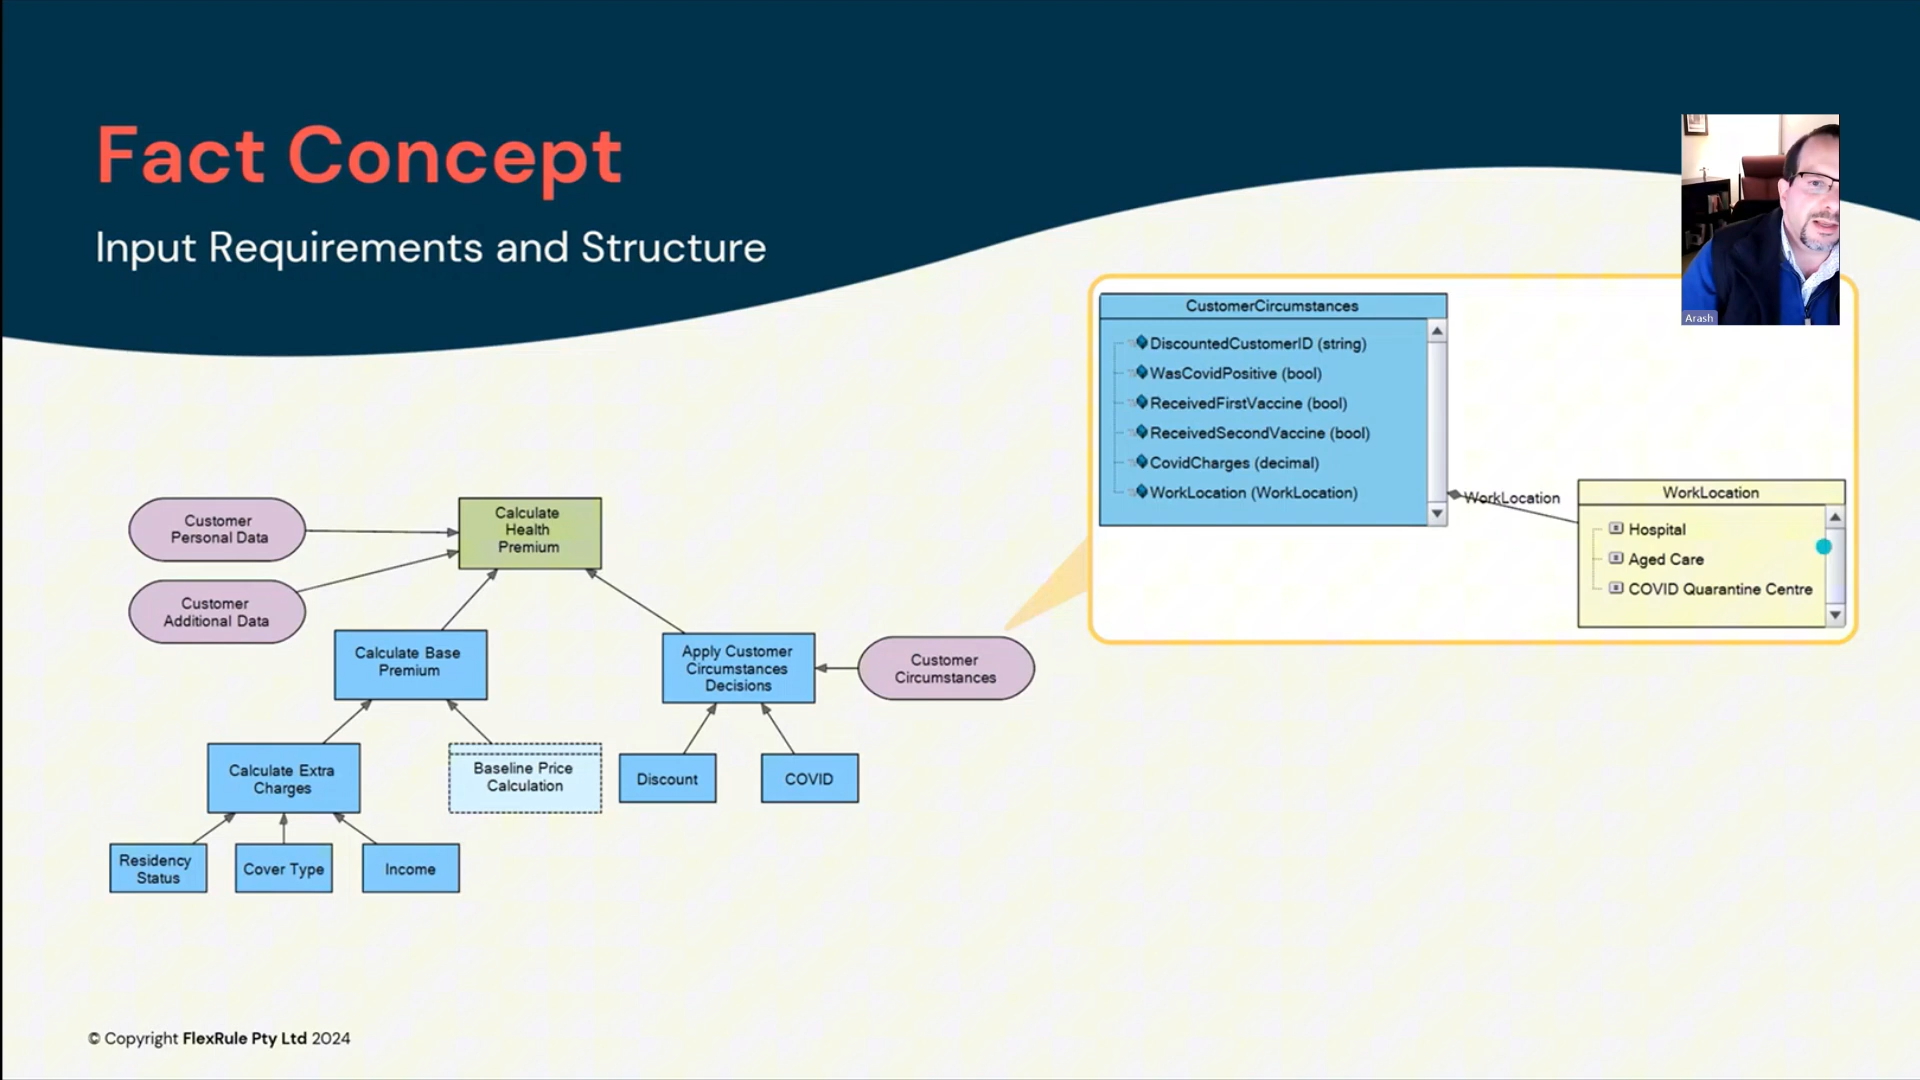 Fact Concept
Input Requirements and Structure
Arash
CustomerCircumstances
DiscountedCustomerID (string)
WasCovidPositive (bool)
ReceivedFirstVaccine (bool)
ReceivedSecondVaccine (bool)
CovidCharges (decimal)
WorkLocation (WorkLocation)
WorkLocation
WorkLocation
Hospital
Aged Care
COVID Quarantine Centre
Customer
Personal Data
Calculate
Health
Premium
Customer
Additional Data
Calculate Base
Premium
Apply Customer
Circumstances
Decisions
Customer
Circumstances
Calculate Extra
Charges
Baseline Price
Calculation
Discount
COVID
Residency
Status
Cover Type
Income
© Copyright FlexRule Pty Ltd 2024